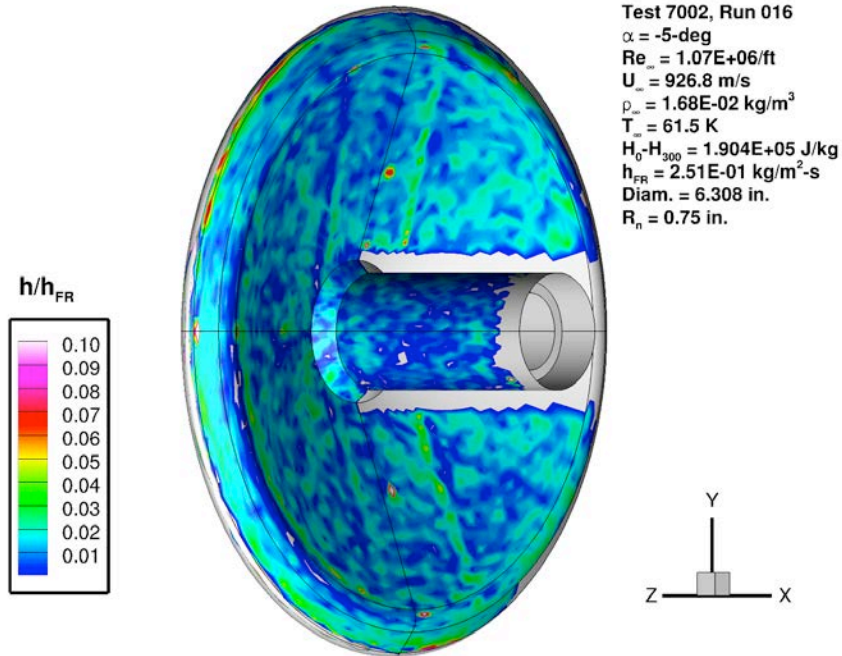 Test 7002, Run 016
α = -5-deg
Re∞ = 1.07E+06/ft
U∞ = 926.8 m/s
ρ∞ = 1.68E-02 kg/m³
T∞ = 61.5 K
H₀-H₃₀₀ = 1.904E+05 J/kg
h_FR = 2.51E-01 kg/m²-s
Diam. = 6.308 in.
Rₙ = 0.75 in.
h/h_FR
0.10
0.09
0.08
0.07
0.06
0.05
0.04
0.03
0.02
0.01
Y
Z X